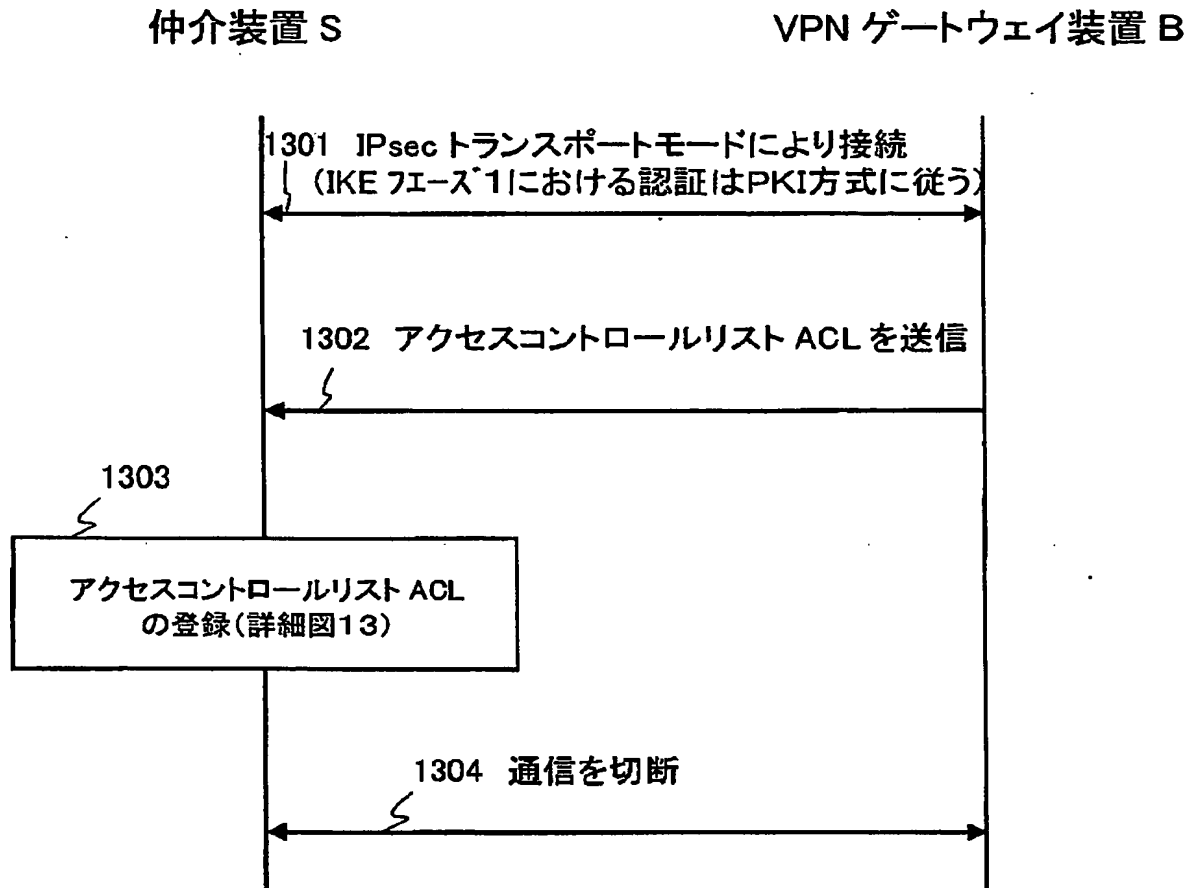 仲介装置 S
VPN ゲートウェイ装置 B
1301 IPsec トランスポートモードにより接続
(IKE フェーズ1における認証はPKI方式に従う)
1302 アクセスコントロールリスト ACL を送信
1303
アクセスコントロールリスト ACL
の登録(詳細図13)
1304 通信を切断